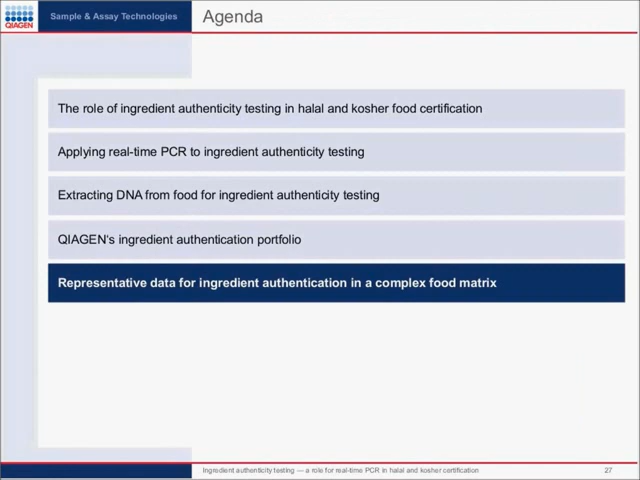 QIAGEN
Sample & Assay Technologies
Agenda
The role of ingredient authenticity testing in halal and kosher food certification
Applying real-time PCR to ingredient authenticity testing
Extracting DNA from food for ingredient authenticity testing
QIAGEN's ingredient authentication portfolio
Representative data for ingredient authentication in a complex food matrix
Ingredient authenticity testing — a role for real-time PCR in halal and kosher certification
27